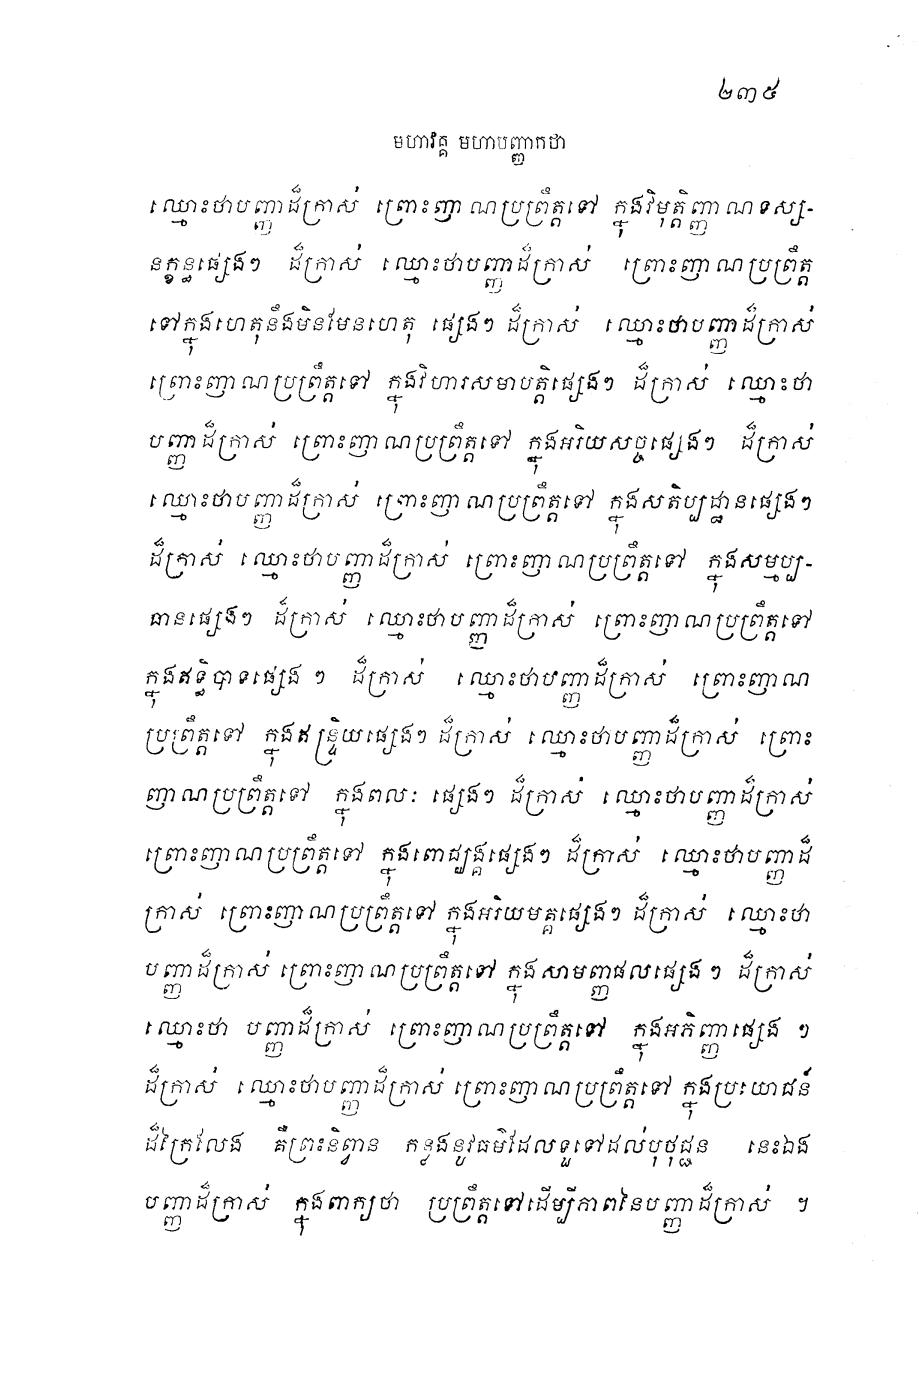 ២៣៥
មហាវគ្គ មហាបញ្ញាកថា
ឈ្មោះថាបញ្ញាដ៏ក្រាស់ ព្រោះញាណប្រព្រឹត្តទៅ ក្នុងវិមុត្តិញ្ញាណទស្ស-
នក្ខន្ធផ្សេងៗ ដ៏ក្រាស់ ឈ្មោះថាបញ្ញាដ៏ក្រាស់ ព្រោះញាណប្រព្រឹត្ត
ទៅក្នុងហេតុនឹងមិនមែនហេតុ ផ្សេងៗ ដ៏ក្រាស់ ឈ្មោះថាបញ្ញាដ៏ក្រាស់
ព្រោះញាណប្រព្រឹត្តទៅ ក្នុងវិហារសមាបត្តិផ្សេងៗ ដ៏ក្រាស់ ឈ្មោះថា
បញ្ញាដ៏ក្រាស់ ព្រោះញាណប្រព្រឹត្តទៅ ក្នុងអរិយសច្ចផ្សេងៗ ដ៏ក្រាស់
ឈ្មោះថាបញ្ញាដ៏ក្រាស់ ព្រោះញាណប្រព្រឹត្តទៅ ក្នុងសតិប្បដ្ឋានផ្សេងៗ
ដ៏ក្រាស់ ឈ្មោះថាបញ្ញាដ៏ក្រាស់ ព្រោះញាណប្រព្រឹត្តទៅ ក្នុងសម្មប្ប-
ធានផ្សេងៗ ដ៏ក្រាស់ ឈ្មោះថាបញ្ញាដ៏ក្រាស់ ព្រោះញាណប្រព្រឹត្តទៅ
ក្នុងឥទ្ធិបាទផ្សេង ៗ ដ៏ក្រាស់ ឈ្មោះថាបញ្ញាដ៏ក្រាស់ ព្រោះញាណ
ប្រព្រឹត្តទៅ ក្នុងឥន្ទ្រិយផ្សេងៗ ដ៏ក្រាស់ ឈ្មោះថាបញ្ញាដ៏ក្រាស់ ព្រោះ
ញាណប្រព្រឹត្តទៅ ក្នុងពលៈ ផ្សេងៗ ដ៏ក្រាស់ ឈ្មោះថាបញ្ញាដ៏ក្រាស់
ព្រោះញាណប្រព្រឹត្តទៅ ក្នុងពោជ្ឈង្គផ្សេងៗ ដ៏ក្រាស់ ឈ្មោះថាបញ្ញាដ៏
ក្រាស់ ព្រោះញាណប្រព្រឹត្តទៅ ក្នុងអរិយមគ្គផ្សេងៗ ដ៏ក្រាស់ ឈ្មោះថា
បញ្ញាដ៏ក្រាស់ ព្រោះញាណប្រព្រឹត្តទៅ ក្នុងសាមញ្ញផលផ្សេងៗ ដ៏ក្រាស់
ឈ្មោះថា បញ្ញាដ៏ក្រាស់ ព្រោះញាណប្រព្រឹត្តទៅ ក្នុងអភិញ្ញាផ្សេង ៗ
ដ៏ក្រាស់ ឈ្មោះថាបញ្ញាដ៏ក្រាស់ ព្រោះញាណប្រព្រឹត្តទៅ ក្នុងប្រយោជន៍
ដ៏ក្រៃលែង គឺព្រះនិព្វាន កន្លងនូវធម៌ដែលទួទៅដល់បុថុជ្ជន នេះឯង
បញ្ញាដ៏ក្រាស់ ក្នុងពាក្យថា ប្រព្រឹត្តទៅដើម្បីភាពនៃបញ្ញាដ៏ក្រាស់ ។